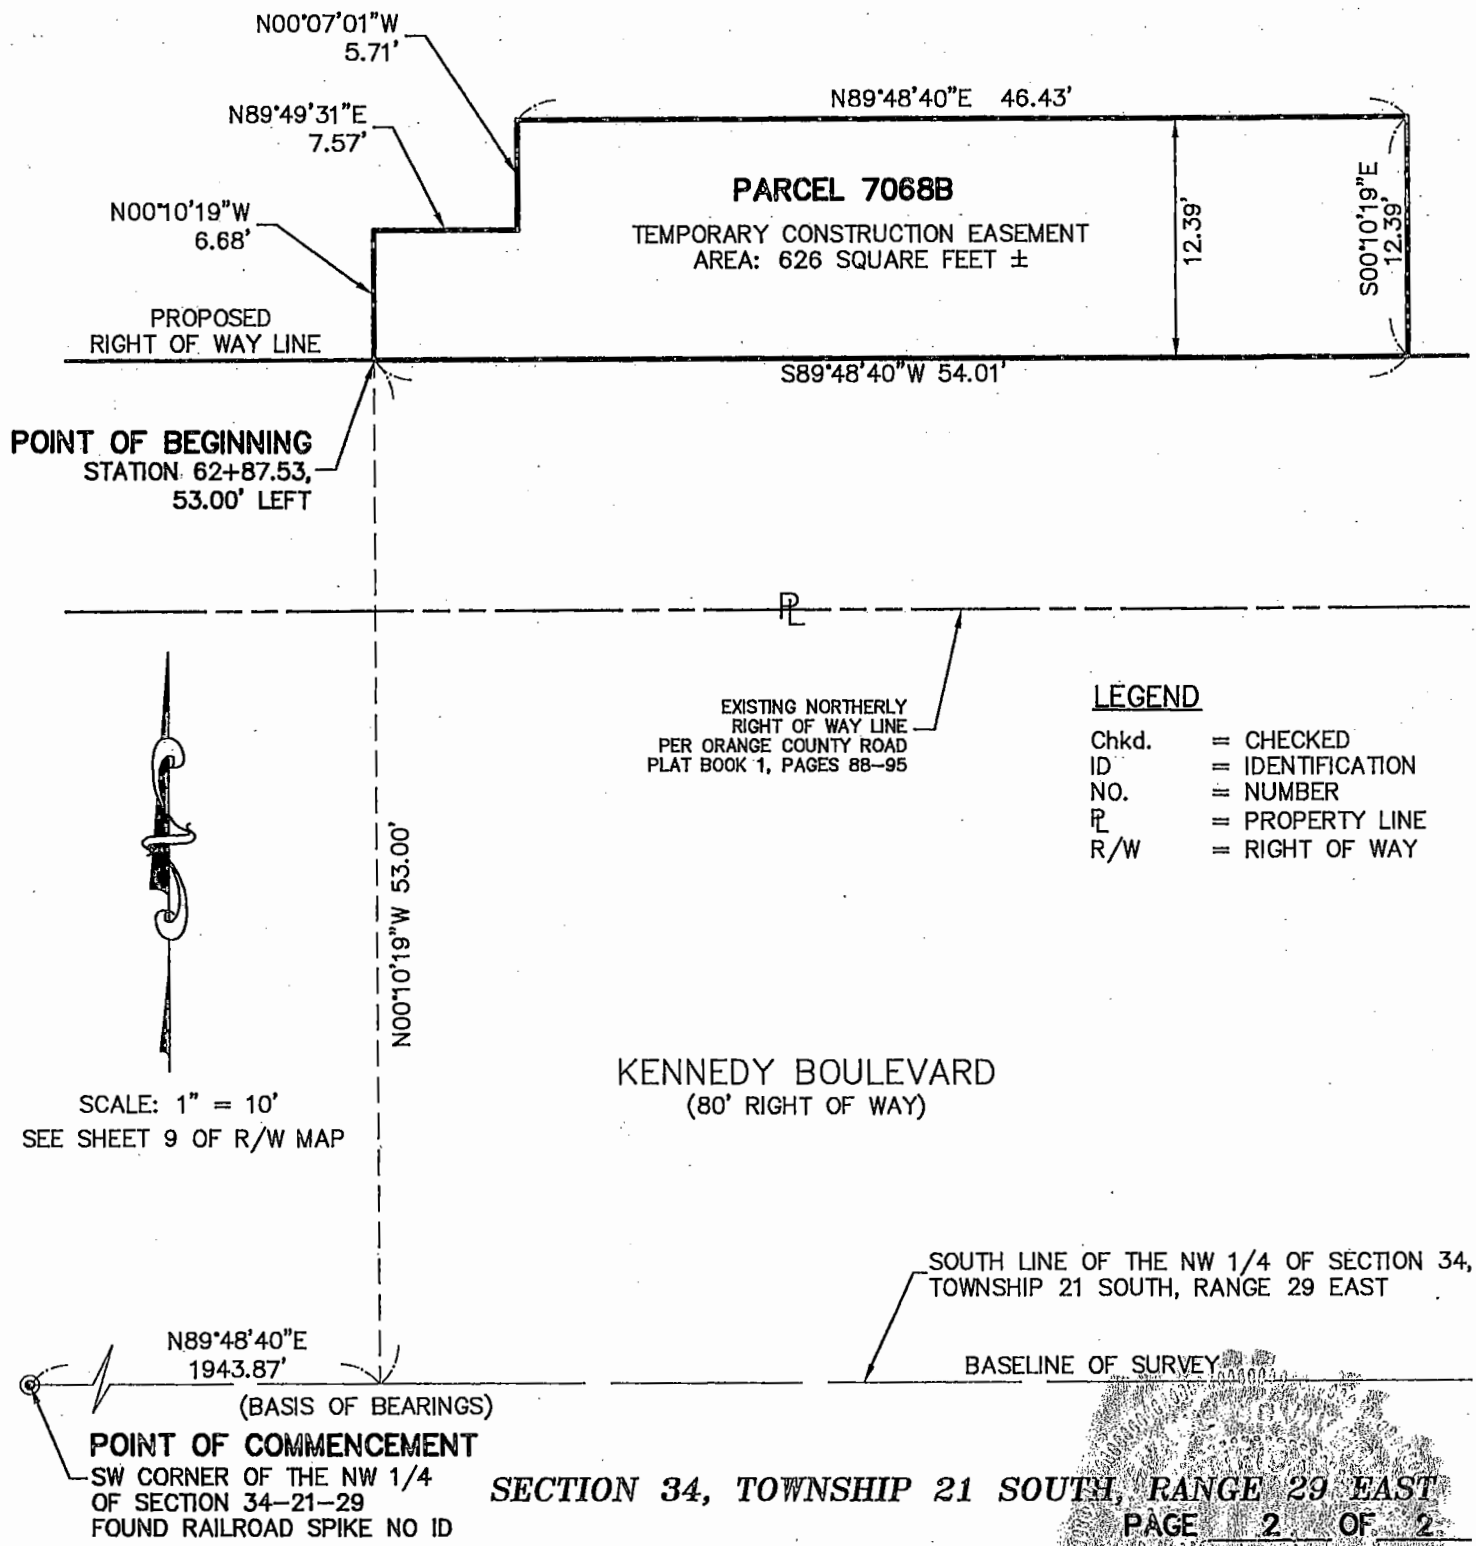 N00°07'01"W
5.71'
N89°48'40"E 46.43'
N89°49'31"E
7.57'
PARCEL 7068B
N00°10'19"W
6.68'
TEMPORARY CONSTRUCTION EASEMENT
AREA: 626 SQUARE FEET ±
12.39'
S00°10'19"E
12.39'
PROPOSED
RIGHT OF WAY LINE
S89°48'40"W 54.01'
POINT OF BEGINNING
STATION 62+87.53,
53.00' LEFT
PL
EXISTING NORTHERLY
RIGHT OF WAY LINE
PER ORANGE COUNTY ROAD
PLAT BOOK 1, PAGES 88-95
LEGEND
Chkd. = CHECKED
ID = IDENTIFICATION
NO. = NUMBER
PL = PROPERTY LINE
R/W = RIGHT OF WAY
N00°10'19"W 53.00'
KENNEDY BOULEVARD
(80' RIGHT OF WAY)
SCALE: 1" = 10'
SEE SHEET 9 OF R/W MAP
SOUTH LINE OF THE NW 1/4 OF SECTION 34,
TOWNSHIP 21 SOUTH, RANGE 29 EAST
N89°48'40"E
1943.87'
BASELINE OF SURVEY
(BASIS OF BEARINGS)
POINT OF COMMENCEMENT
SW CORNER OF THE NW 1/4
OF SECTION 34-21-29
FOUND RAILROAD SPIKE NO ID
SECTION 34, TOWNSHIP 21 SOUTH, RANGE 29 EAST
PAGE 2 OF 2